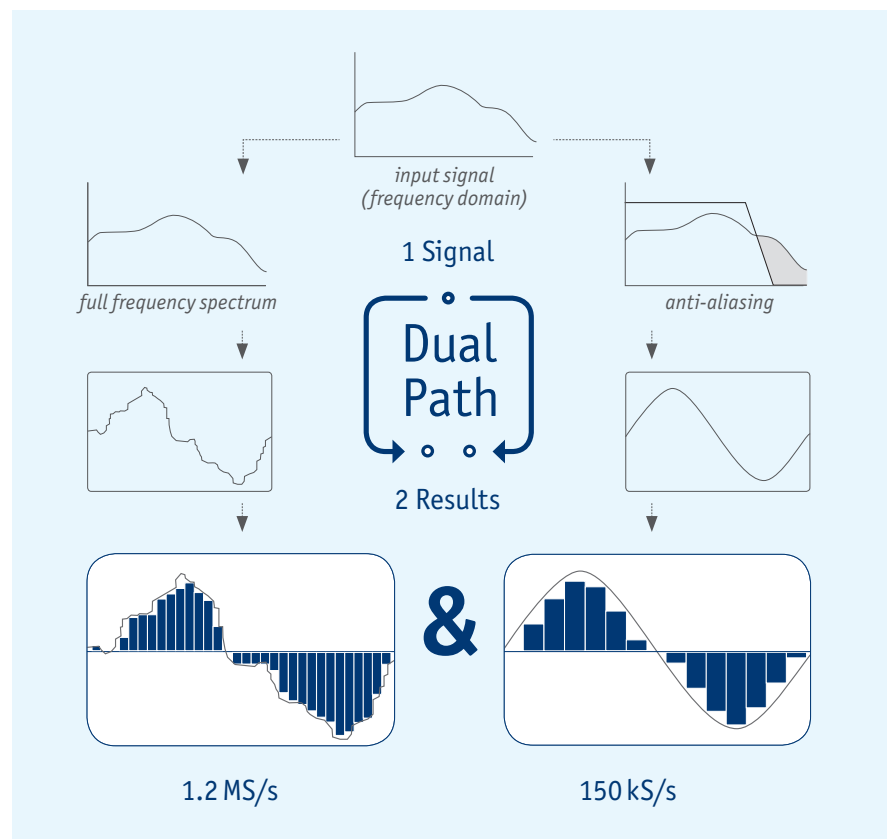 input signal
(frequency domain)
1 Signal
full frequency spectrum
anti-aliasing
Dual
Path
2 Results
&
1.2 MS/s
150 kS/s